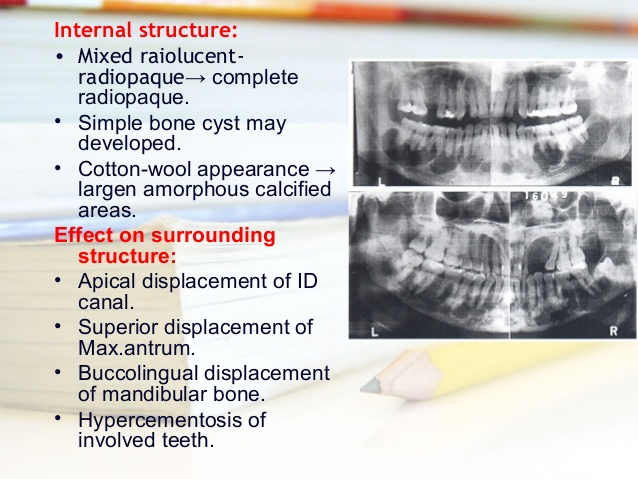 Internal structure:
• Mixed raiolucent-
radiopaque→ complete
radiopaque.
• Simple bone cyst may
developed.
• Cotton-wool appearance →
largen amorphous calcified
areas.
Effect on surrounding
structure:
• Apical displacement of ID
canal.
• Superior displacement of
Max.antrum.
• Buccolingual displacement
of mandibular bone.
• Hypercementosis of
involved teeth.
L
R
L
R